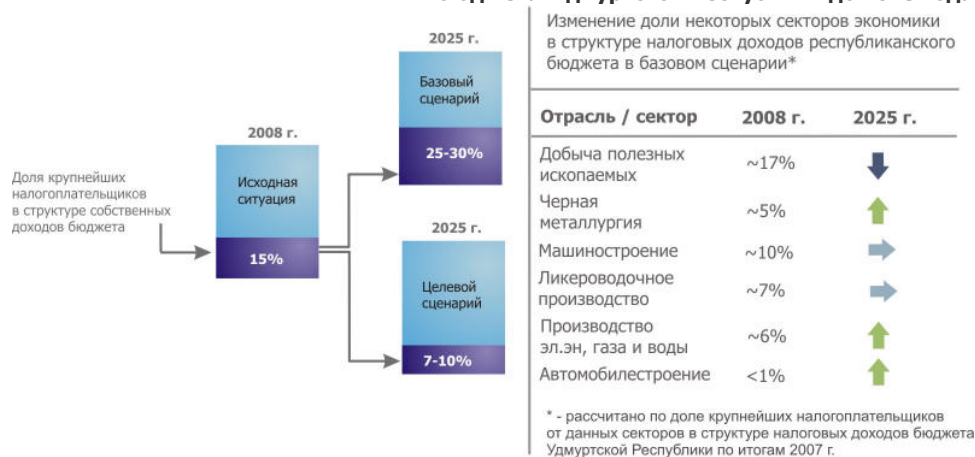 Доля крупнейших
налогоплательщиков
в структуре собственных
доходов бюджета
2008 г.
Исходная
ситуация
15%
2025 г.
Базовый
сценарий
25-30%
2025 г.
Целевой
сценарий
7-10%
Изменение доли некоторых секторов экономики
в структуре налоговых доходов республиканского
бюджета в базовом сценарии*
Отрасль / сектор 2008 г. 2025 г.
Добыча полезных
ископаемых ~17%
Черная
металлургия ~5%
Машиностроение ~10%
Ликероводочное
производство ~7%
Производство
эл.эн, газа и воды ~6%
Автомобилестроение <1%
* - рассчитано по доле крупнейших налогоплательщиков
от данных секторов в структуре налоговых доходов бюджета
Удмуртской Республики по итогам 2007 г.